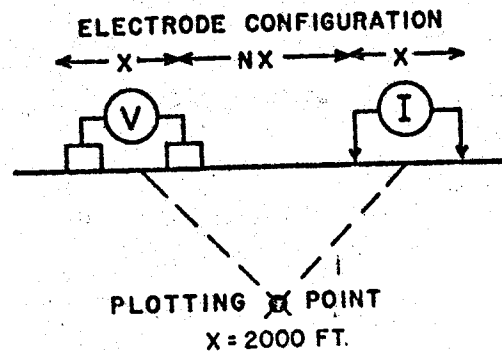 ELECTRODE CONFIGURATION
X NX X
V I
PLOTTING POINT
X = 2000 FT.